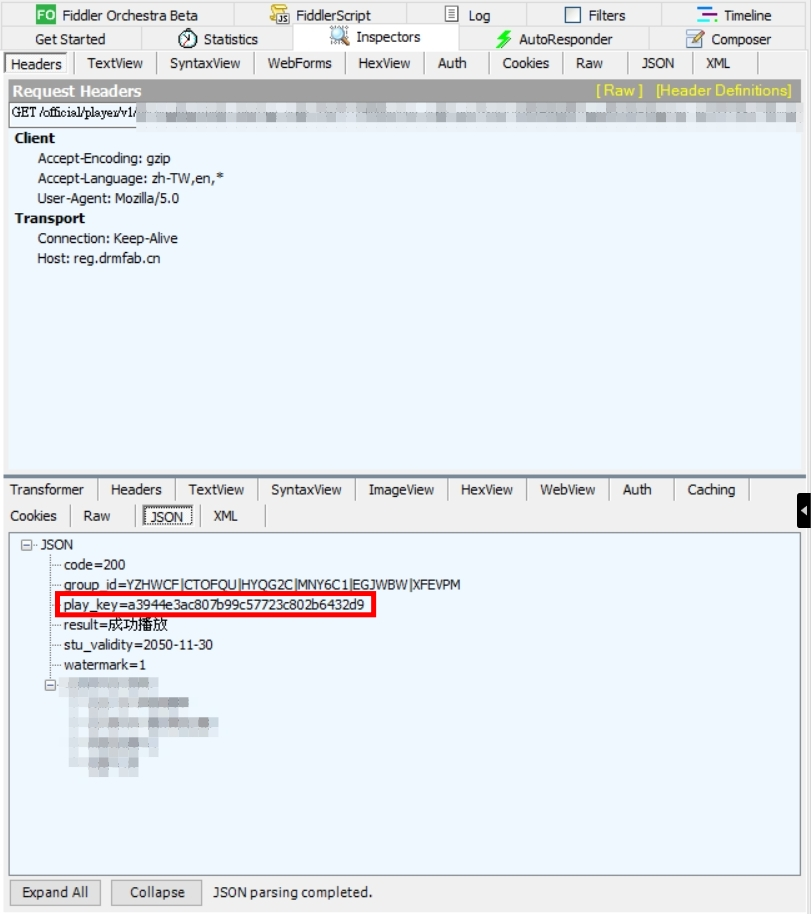 FO Fiddler Orchestra Beta FiddlerScript Log Filters Timeline
Get Started Statistics Inspectors AutoResponder Composer
Headers TextView SyntaxView WebForms HexView Auth Cookies Raw JSON XML
Request Headers [ Raw ] [Header Definitions]
GET /official/player/v1/
Client
Accept-Encoding: gzip
Accept-Language: zh-TW,en,*
User-Agent: Mozilla/5.0
Transport
Connection: Keep-Alive
Host: reg.drmfab.cn
Transformer Headers TextView SyntaxView ImageView HexView WebView Auth Caching
Cookies Raw JSON XML
JSON
code=200
group_id=YZHWCF|CTOFQU|HYQG2C|MNY6C1|EGJWBW|XFEVPM
play_key=a3944e3ac807b99c57723c802b6432d9
result=成功播放
stu_validity=2050-11-30
watermark=1
Expand All Collapse JSON parsing completed.